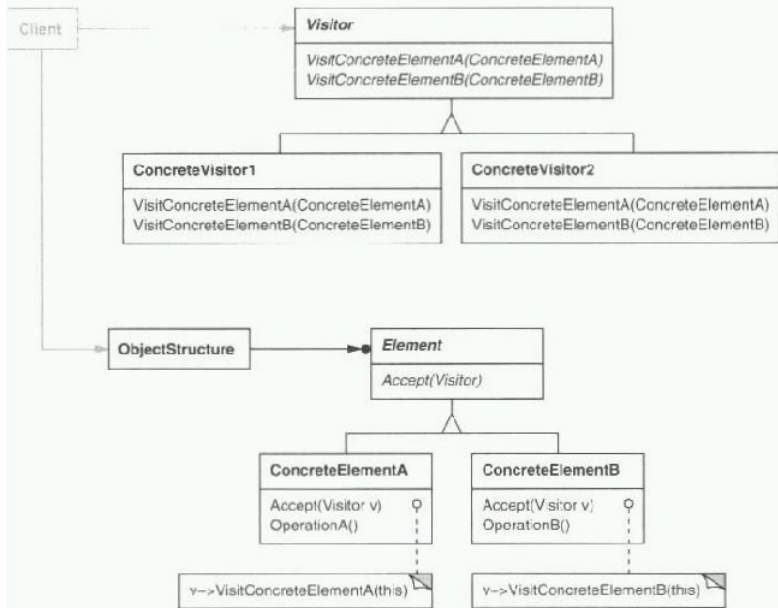 Client
Visitor
VisitConcreteElementA(ConcreteElementA)
VisitConcreteElementB(ConcreteElementB)
ConcreteVisitor1
VisitConcreteElementA(ConcreteElementA)
VisitConcreteElementB(ConcreteElementB)
ConcreteVisitor2
VisitConcreteElementA(ConcreteElementA)
VisitConcreteElementB(ConcreteElementB)
ObjectStructure
Element
Accept(Visitor)
ConcreteElementA
Accept(Visitor v)
OperationA()
ConcreteElementB
Accept(Visitor v)
OperationB()
v–>VisitConcreteElementA(this)
v–>VisitConcreteElementB(this)